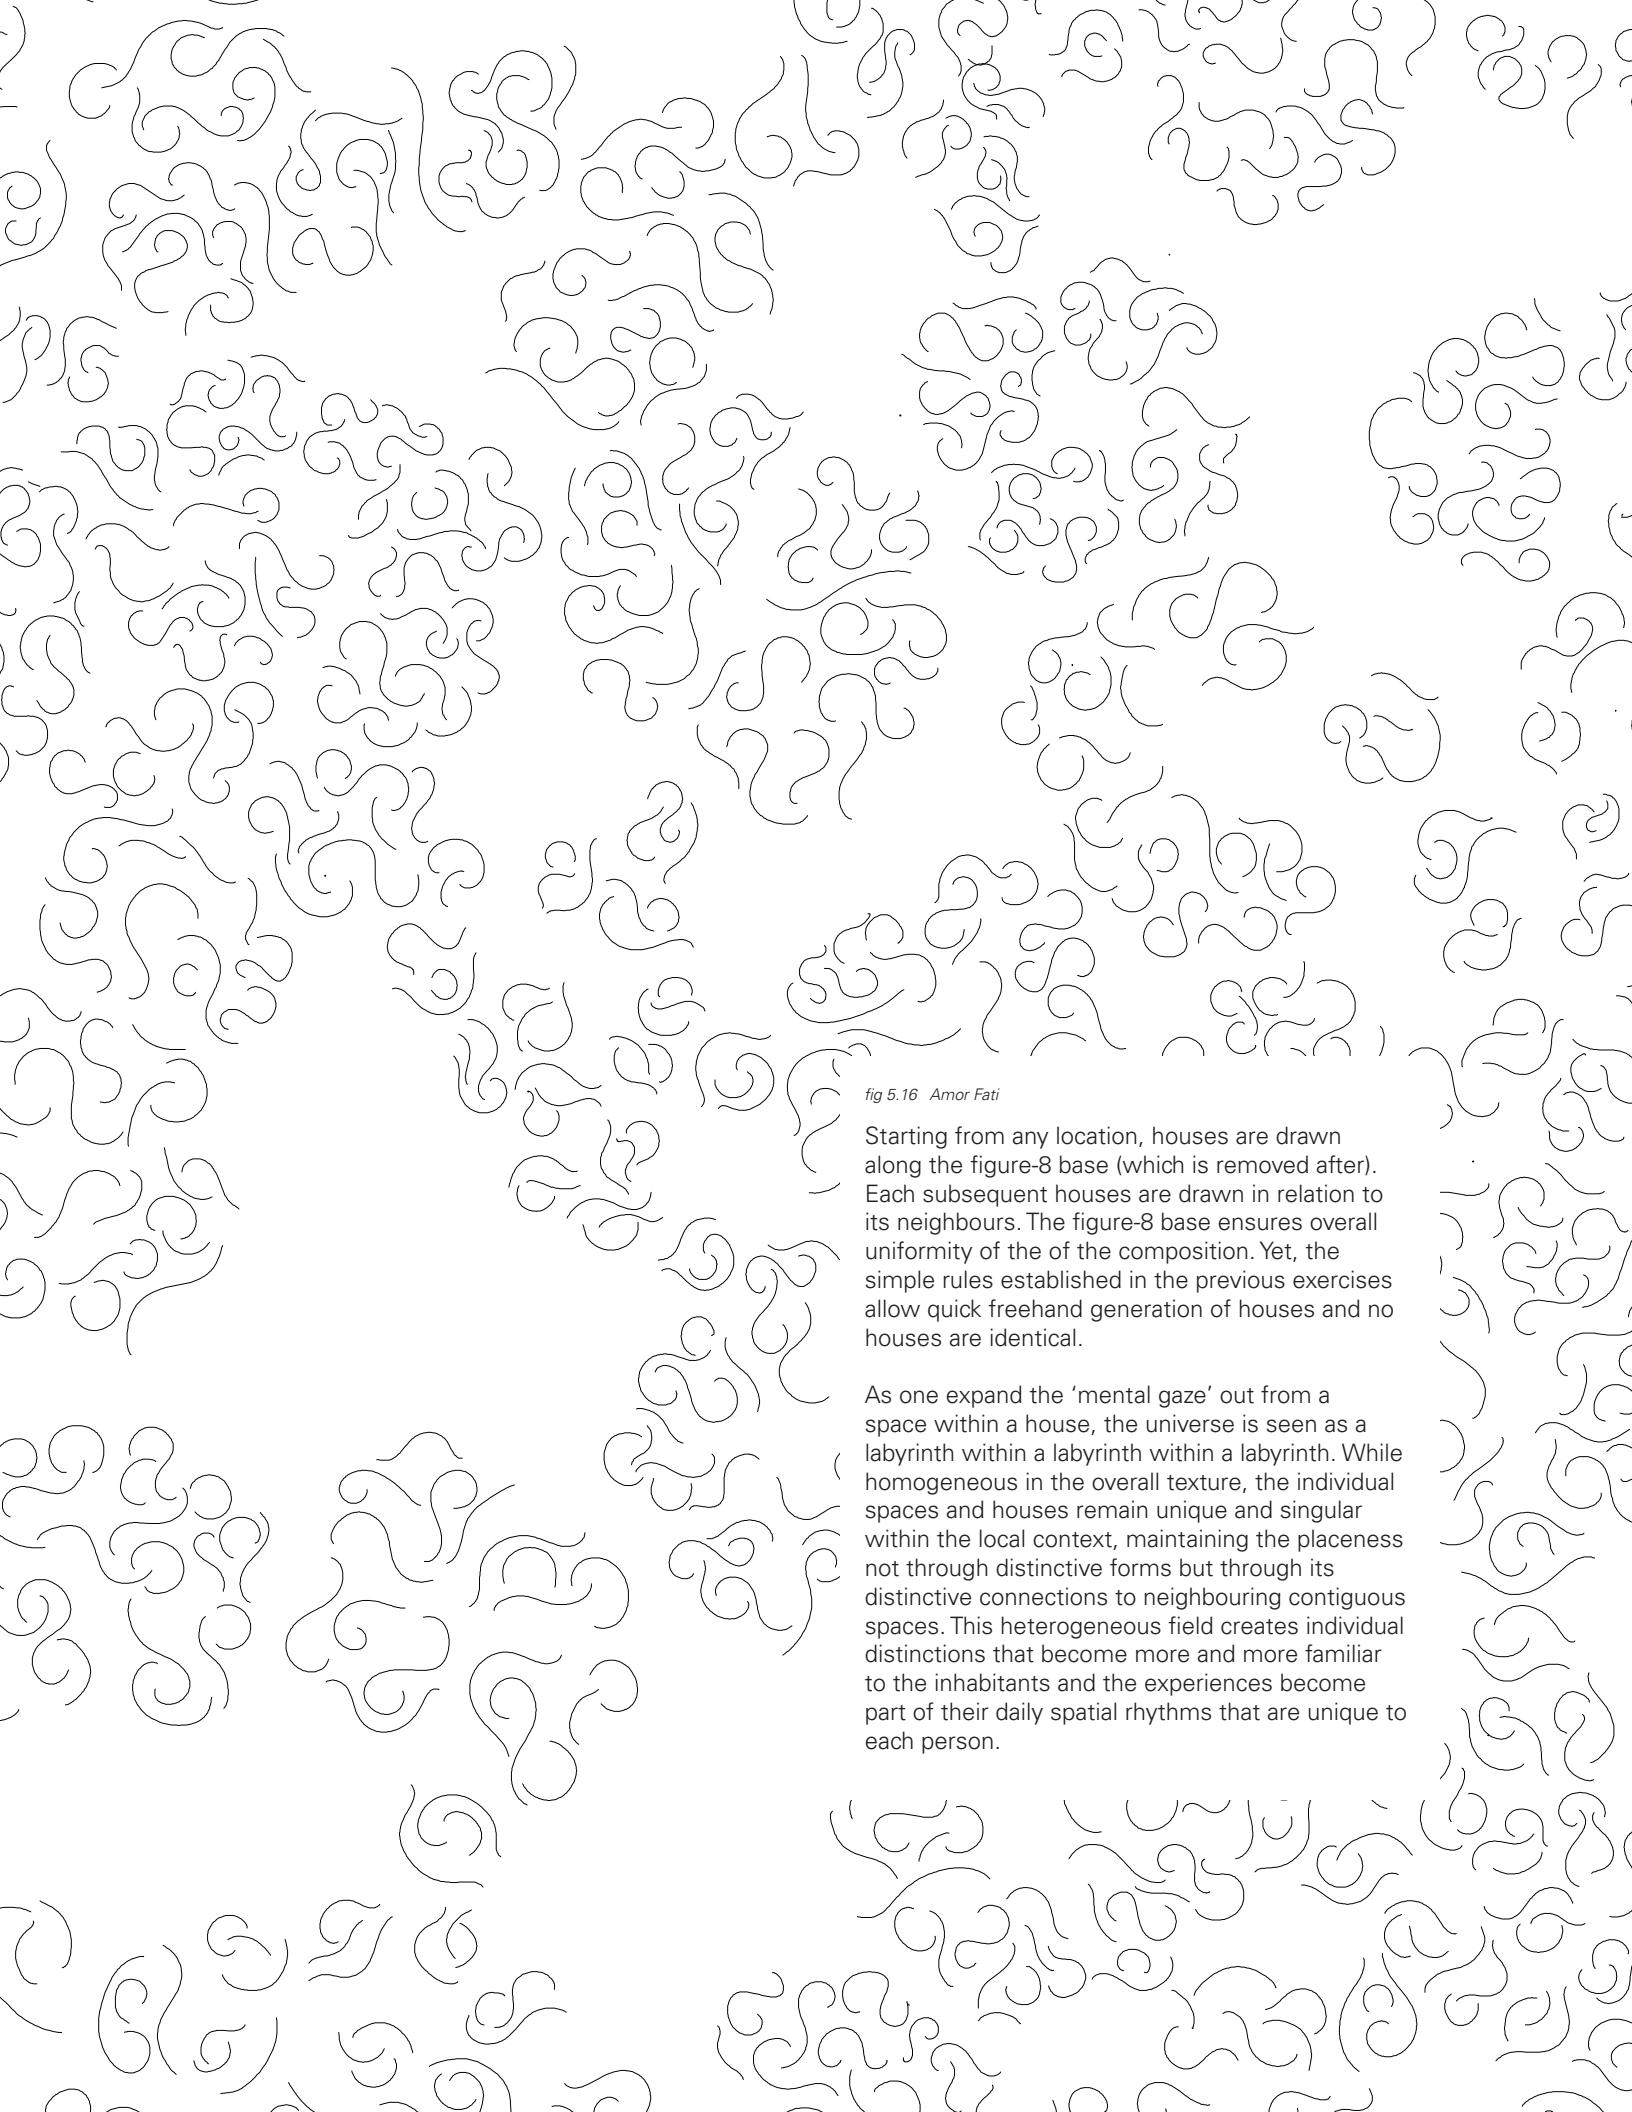 fig 5.16 Amor Fati
Starting from any location, houses are drawn
along the figure-8 base (which is removed after).
Each subsequent houses are drawn in relation to
its neighbours. The figure-8 base ensures overall
uniformity of the of the composition. Yet, the
simple rules established in the previous exercises
allow quick freehand generation of houses and no
houses are identical.
As one expand the ‘mental gaze’ out from a
space within a house, the universe is seen as a
labyrinth within a labyrinth within a labyrinth. While
homogeneous in the overall texture, the individual
spaces and houses remain unique and singular
within the local context, maintaining the placeness
not through distinctive forms but through its
distinctive connections to neighbouring contiguous
spaces. This heterogeneous field creates individual
distinctions that become more and more familiar
to the inhabitants and the experiences become
part of their daily spatial rhythms that are unique to
each person.